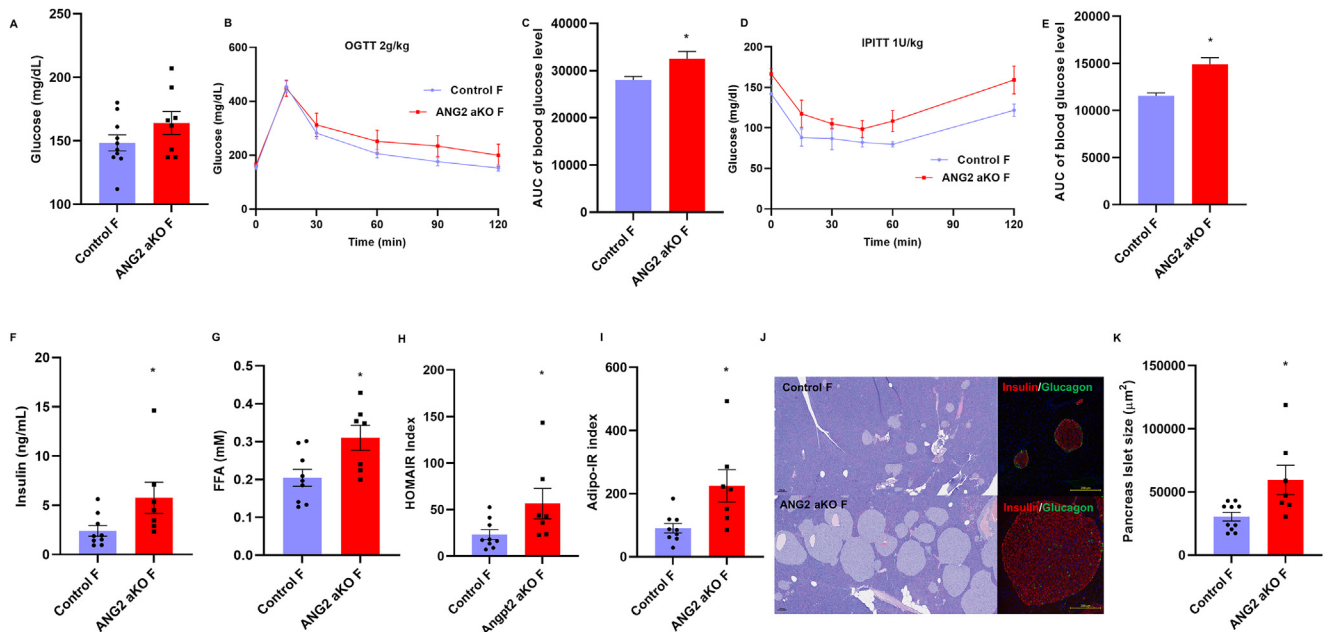 A
Glucose (mg/dL)
200
150
100
250
Control F
ANG2 aKO F
B
OGTT 2g/kg
Glucose (mg/dL)
600
400
200
0
0 30 60 90 120
Time (min)
Control F
ANG2 aKO F
C
AUC of blood glucose level
40000
30000
20000
10000
0
Control F
ANG2 aKO F
*
D
IPITT 1U/kg
Glucose (mg/dl)
200
150
100
50
0
0 30 60 90 120
Time (min)
Control F
ANG2 aKO F
E
AUC of blood glucose level
20000
15000
10000
5000
0
Control F
ANG2 aKO F
*
F
Insulin (ng/mL)
20
15
10
5
0
Control F
ANG2 aKO F
*
G
FFA (mM)
0.5
0.4
0.3
0.2
0.1
0.0
Control F
ANG2 aKO F
*
H
HOMAIR Index
200
150
100
50
0
Control F
Angpt2 aKO F
*
I
Adipo-IR index
600
400
200
0
Control F
ANG2 aKO F
*
J
Control F
Insulin/Glucagon
ANG2 aKO F
Insulin/Glucagon
K
Pancreas Islet size (μm²)
150000
100000
50000
0
Control F
ANG2 aKO F
*